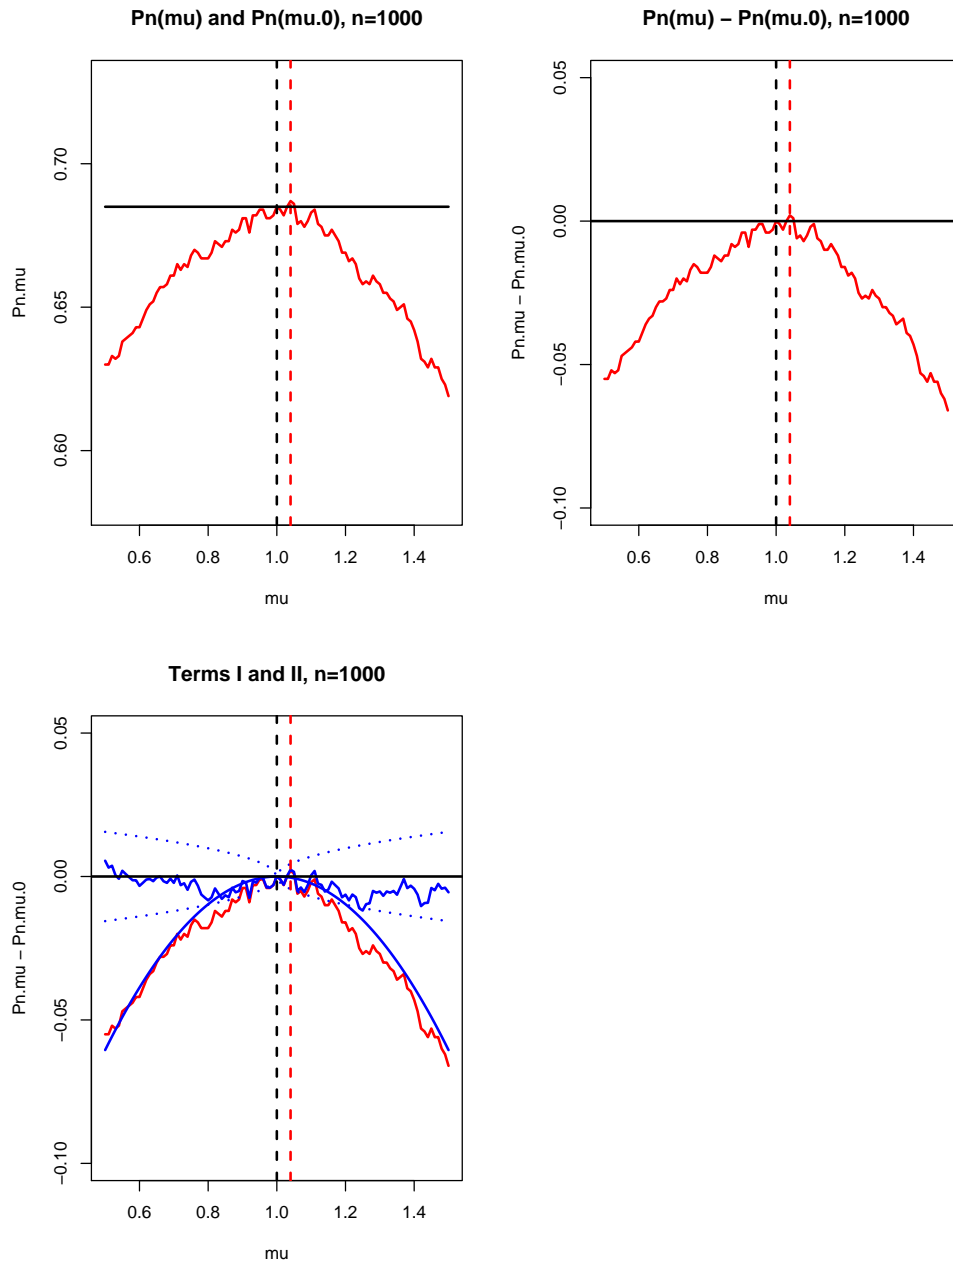 Pn(mu) and Pn(mu.0), n=1000
Pn.mu
0.70
0.65
0.60
0.6 0.8 1.0 1.2 1.4
mu
Pn(mu) − Pn(mu.0), n=1000
Pn.mu − Pn.mu.0
0.05
0.00
−0.05
−0.10
0.6 0.8 1.0 1.2 1.4
mu
Terms I and II, n=1000
Pn.mu − Pn.mu.0
0.05
0.00
−0.05
−0.10
0.6 0.8 1.0 1.2 1.4
mu